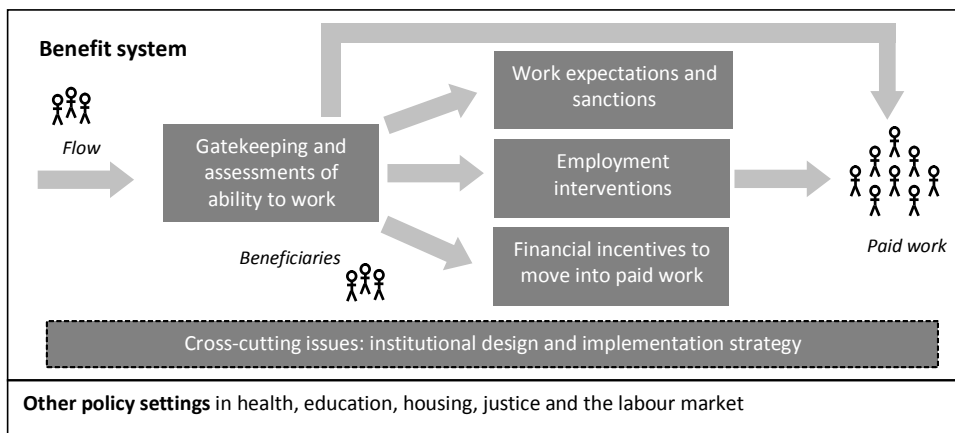 Benefit system
Flow
Gatekeeping and
assessments of
ability to work
Beneficiaries
Work expectations and
sanctions
Employment
interventions
Financial incentives to
move into paid work
Paid work
Cross-cutting issues: institutional design and implementation strategy
Other policy settings in health, education, housing, justice and the labour market